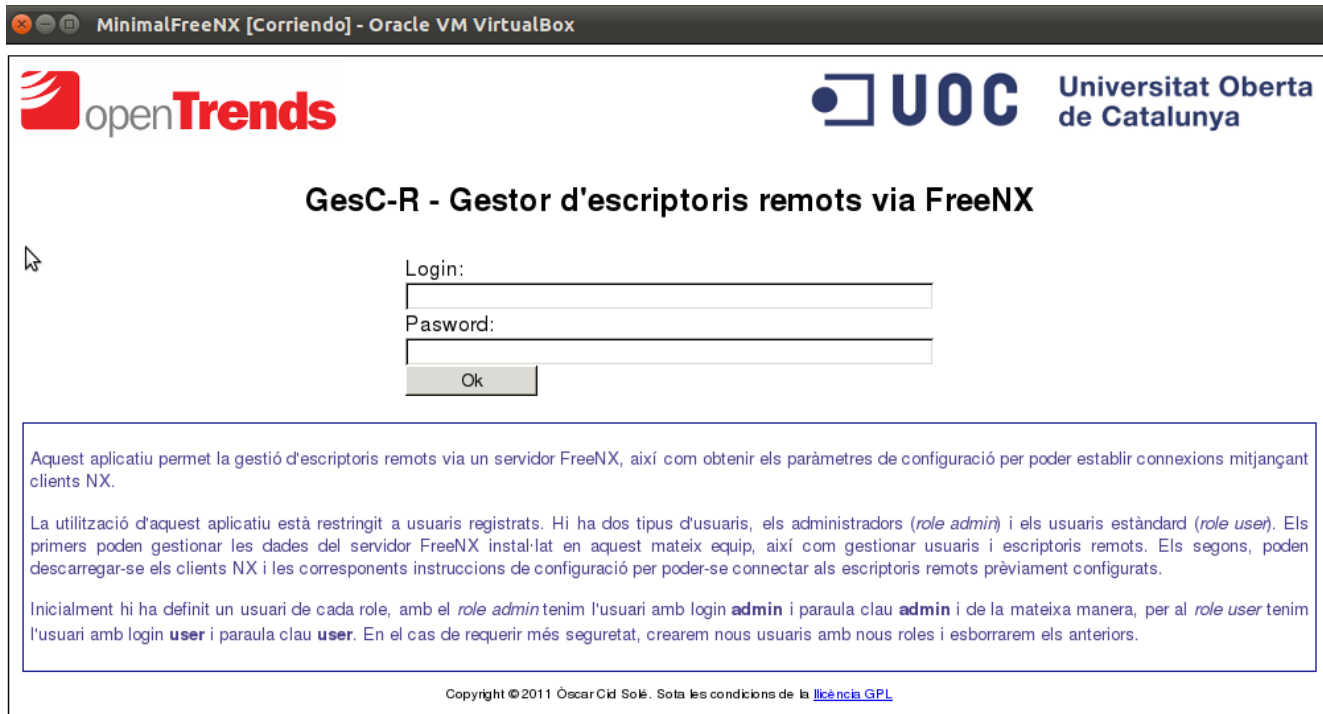 MinimalFreeNX [Corriendo] - Oracle VM VirtualBox
openTrends
UOC
Universitat Oberta
de Catalunya
GesC-R - Gestor d'escriptoris remots via FreeNX
Login:
Pasword:
Ok
Aquest aplicatiu permet la gestió d'escriptoris remots via un servidor FreeNX, així com obtenir els paràmetres de configuració per poder establir connexions mitjançant
clients NX.
La utilització d'aquest aplicatiu està restringit a usuaris registrats. Hi ha dos tipus d'usuaris, els administradors (role admin) i els usuaris estàndard (role user). Els
primers poden gestionar les dades del servidor FreeNX instal·lat en aquest mateix equip, així com gestionar usuaris i escriptoris remots. Els segons, poden
descarregar-se els clients NX i les corresponents instruccions de configuració per poder-se connectar als escriptoris remots prèviament configurats.
Inicialment hi ha definit un usuari de cada role, amb el role admin tenim l'usuari amb login admin i paraula clau admin i de la mateixa manera, per al role user tenim
l'usuari amb login user i paraula clau user. En el cas de requerir més seguretat, crearem nous usuaris amb nous roles i esborrarem els anteriors.
Copyright © 2011 Òscar Cid Solé. Sota les condicions de la llicència GPL